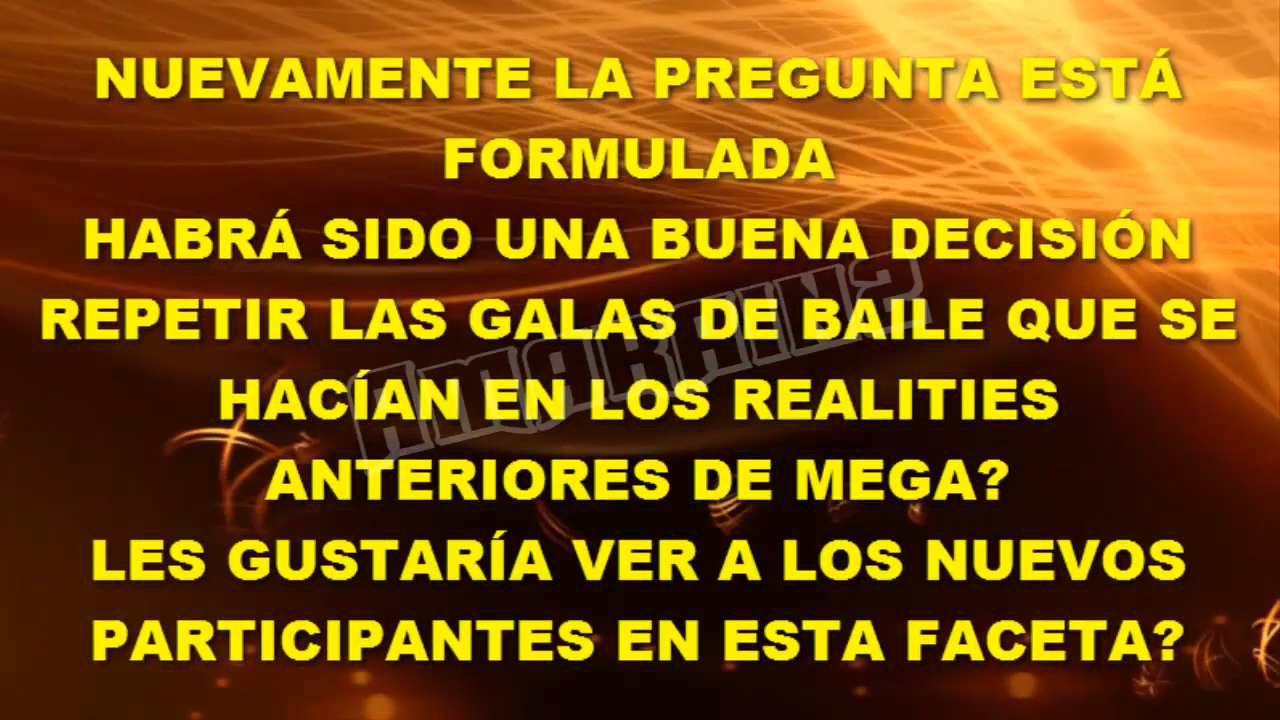 NUEVAMENTE LA PREGUNTA ESTÁ
FORMULADA
HABRÁ SIDO UNA BUENA DECISIÓN
REPETIR LAS GALAS DE BAILE QUE SE
HACÍAN EN LOS REALITIES
ANTERIORES DE MEGA?
LES GUSTARÍA VER A LOS NUEVOS
PARTICIPANTES EN ESTA FACETA?